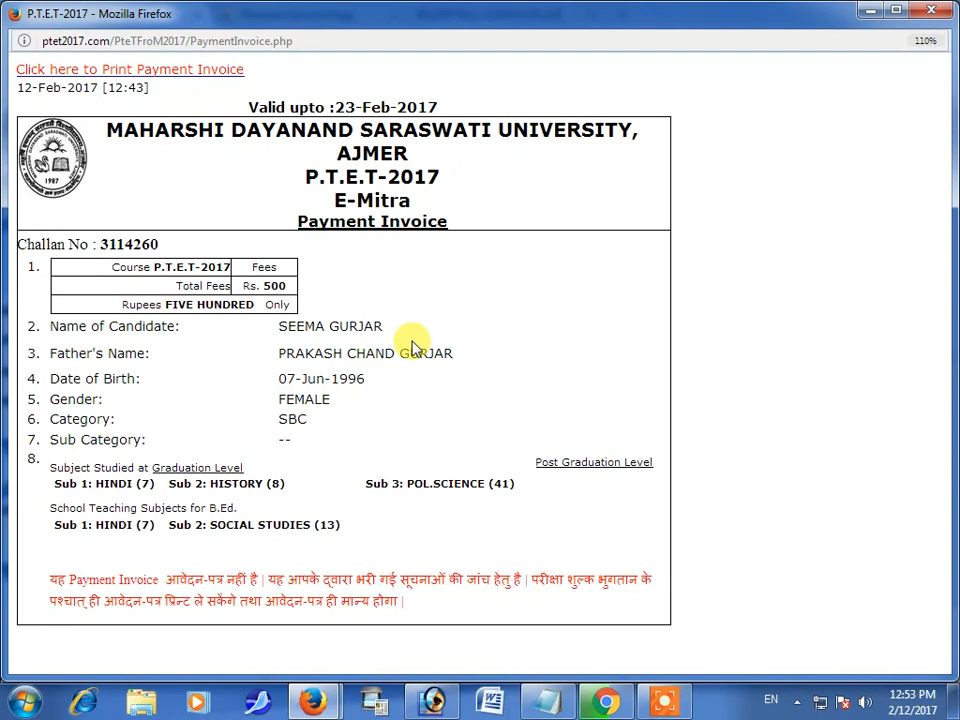 P.T.E.T-2017 - Mozilla Firefox
ptet2017.com/PteTFroM2017/PaymentInvoice.php 110%
Click here to Print Payment Invoice
12-Feb-2017 [12:43]
Valid upto :23-Feb-2017
MAHARSHI DAYANAND SARASWATI UNIVERSITY,
AJMER
P.T.E.T-2017
E-Mitra
Payment Invoice
1987
Challan No : 3114260
1. Course P.T.E.T-2017 Fees
Total Fees Rs. 500
Rupees FIVE HUNDRED Only
2. Name of Candidate: SEEMA GURJAR
3. Father's Name: PRAKASH CHAND GURJAR
4. Date of Birth: 07-Jun-1996
5. Gender: FEMALE
6. Category: SBC
7. Sub Category: --
8. Subject Studied at Graduation Level Post Graduation Level
Sub 1: HINDI (7) Sub 2: HISTORY (8) Sub 3: POL.SCIENCE (41)
School Teaching Subjects for B.Ed.
Sub 1: HINDI (7) Sub 2: SOCIAL STUDIES (13)
यह Payment Invoice आवेदन-पत्र नहीं है | यह आपके द्वारा भरी गई सूचनाओं की जांच हेतु है | परीक्षा शुल्क भुगतान के
पश्चात् ही आवेदन-पत्र प्रिन्ट ले सकेंगे तथा आवेदन-पत्र ही मान्य होगा |
EN 12:53 PM
2/12/2017